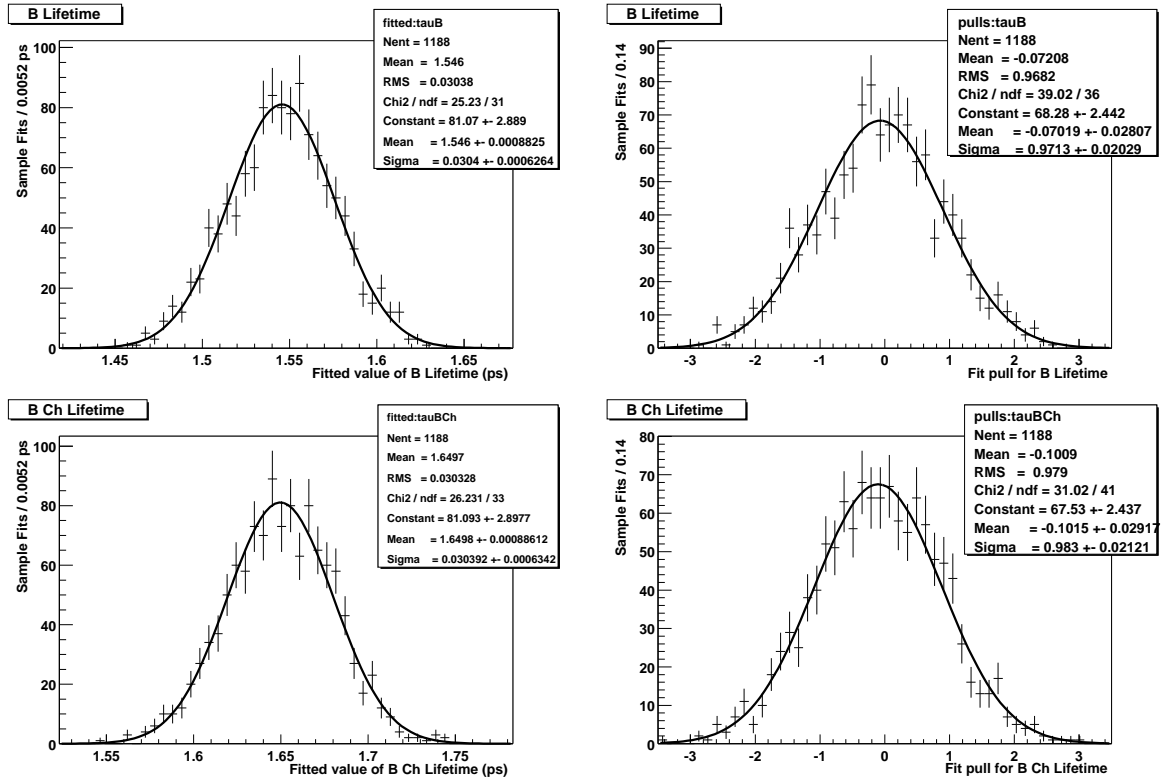 B Lifetime
Sample Fits / 0.0052 ps
100
80
60
40
20
0
1.45 1.5 1.55 1.6 1.65
Fitted value of B Lifetime (ps)
fitted:tauB
Nent = 1188
Mean = 1.546
RMS = 0.03038
Chi2 / ndf = 25.23 / 31
Constant = 81.07 +- 2.889
Mean = 1.546 +- 0.0008825
Sigma = 0.0304 +- 0.0006264
B Lifetime
Sample Fits / 0.14
90
80
70
60
50
40
30
20
10
0
-3 -2 -1 0 1 2 3
Fit pull for B Lifetime
pulls:tauB
Nent = 1188
Mean = -0.07208
RMS = 0.9682
Chi2 / ndf = 39.02 / 36
Constant = 68.28 +- 2.442
Mean = -0.07019 +- 0.02807
Sigma = 0.9713 +- 0.02029
B Ch Lifetime
Sample Fits / 0.0052 ps
100
80
60
40
20
0
1.55 1.6 1.65 1.7 1.75
Fitted value of B Ch Lifetime (ps)
fitted:tauBCh
Nent = 1188
Mean = 1.6497
RMS = 0.030328
Chi2 / ndf = 26.231 / 33
Constant = 81.093 +- 2.8977
Mean = 1.6498 +- 0.00088612
Sigma = 0.030392 +- 0.0006342
B Ch Lifetime
Sample Fits / 0.14
80
70
60
50
40
30
20
10
0
-3 -2 -1 0 1 2 3
Fit pull for B Ch Lifetime
pulls:tauBCh
Nent = 1188
Mean = -0.1009
RMS = 0.979
Chi2 / ndf = 31.02 / 41
Constant = 67.53 +- 2.437
Mean = -0.1015 +- 0.02917
Sigma = 0.983 +- 0.02121